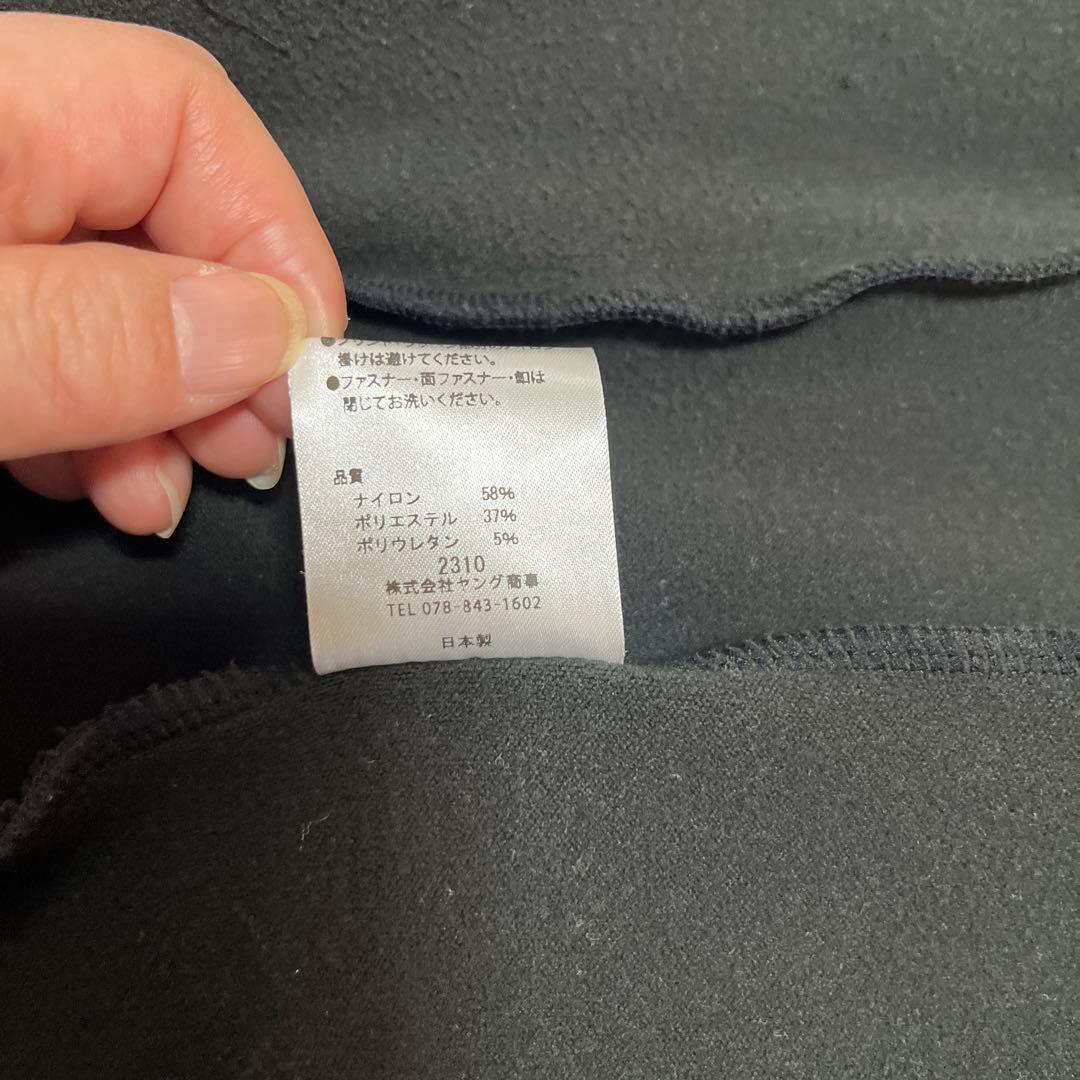 掛けは避けてください。
●ファスナー・面ファスナー・釦は
閉じてお洗いください。
品質
ナイロン 58%
ポリエステル 37%
ポリウレタン 5%
2310
株式会社ヤング商事
TEL 078-843-1602
日本製